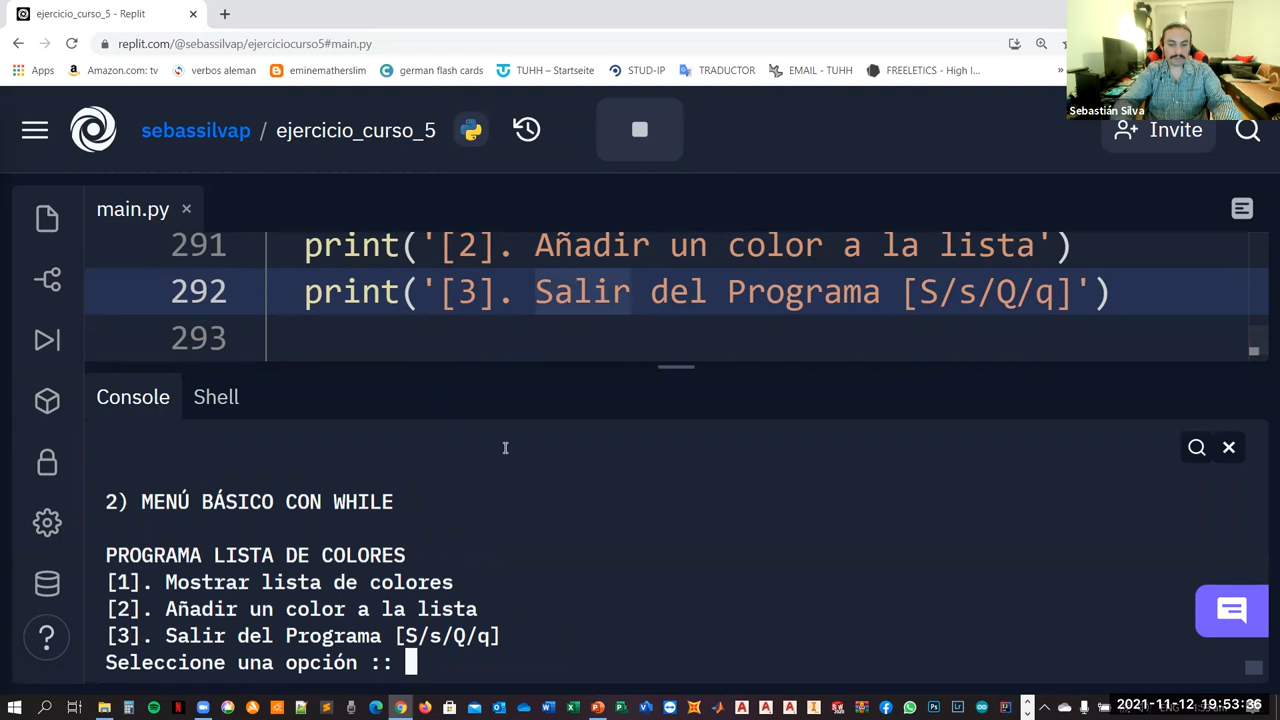 ejercicio_curso_5 - Replit
replit.com/@sebassilvap/ejerciciocurso5#main.py
Apps Amazon.com: tv verbos aleman eminematherslim german flash cards TUHH – Startseite STUD-IP TRADUCTOR EMAIL - TUHH FREELETICS - High I... »
Sebastián Silva
sebassilvap / ejercicio_curso_5 Invite
main.py ×
291 print('[2]. Añadir un color a la lista')
292 print('[3]. Salir del Programa [S/s/Q/q]')
293
Console Shell
2) MENÚ BÁSICO CON WHILE
PROGRAMA LISTA DE COLORES
[1]. Mostrar lista de colores
[2]. Añadir un color a la lista
[3]. Salir del Programa [S/s/Q/q]
Seleccione una opción ::
2021-11-12 19:53:36